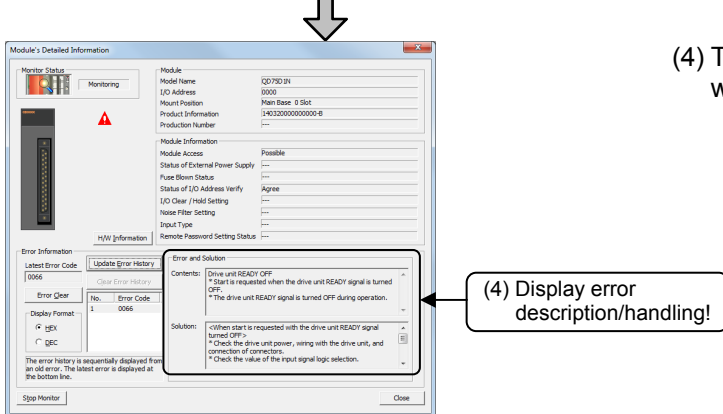 Module's Detailed Information
Monitor Status
Monitoring
H/W Information
Module
Model Name QD75D1N
I/O Address 0000
Mount Position Main Base 0 Slot
Product Information 140320000000000-B
Production Number ---
Module Information
Module Access Possible
Status of External Power Supply ---
Fuse Blown Status ---
Status of I/O Address Verify Agree
I/O Clear / Hold Setting ---
Noise Filter Setting ---
Input Type ---
Remote Password Setting Status ---
Error Information
Latest Error Code
0066
Update Error History
Clear Error History
Error Clear
Display Format
HEX
DEC
No. Error Code
1 0066
The error history is sequentially displayed from
an old error. The latest error is displayed at
the bottom line.
Error and Solution
Contents: Drive unit READY OFF
* Start is requested when the drive unit READY signal is turned
OFF.
* The drive unit READY signal is turned OFF during operation.
Solution: <When start is requested with the drive unit READY signal
turned OFF>
* Check the drive unit power, wiring with the drive unit, and
connection of connectors.
* Check the value of the input signal logic selection.
Stop Monitor
Close
(4) Display error
description/handling!
(4) T
w